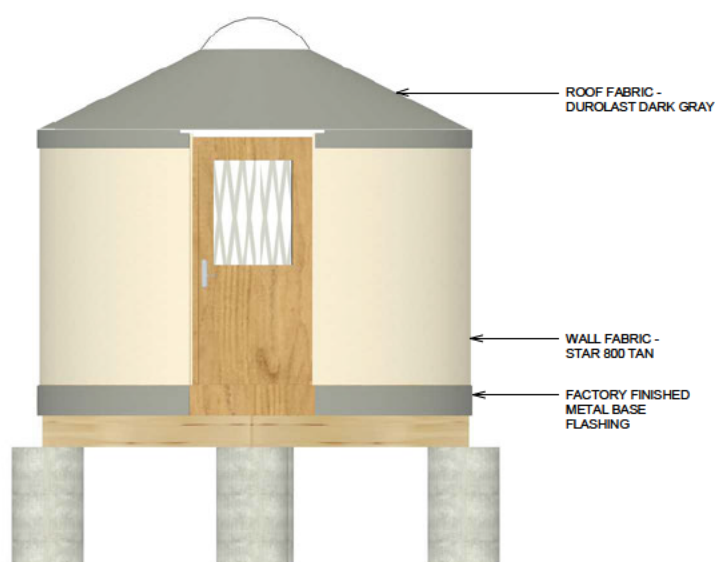 ROOF FABRIC -
DUROLAST DARK GRAY
WALL FABRIC -
STAR 800 TAN
FACTORY FINISHED
METAL BASE
FLASHING